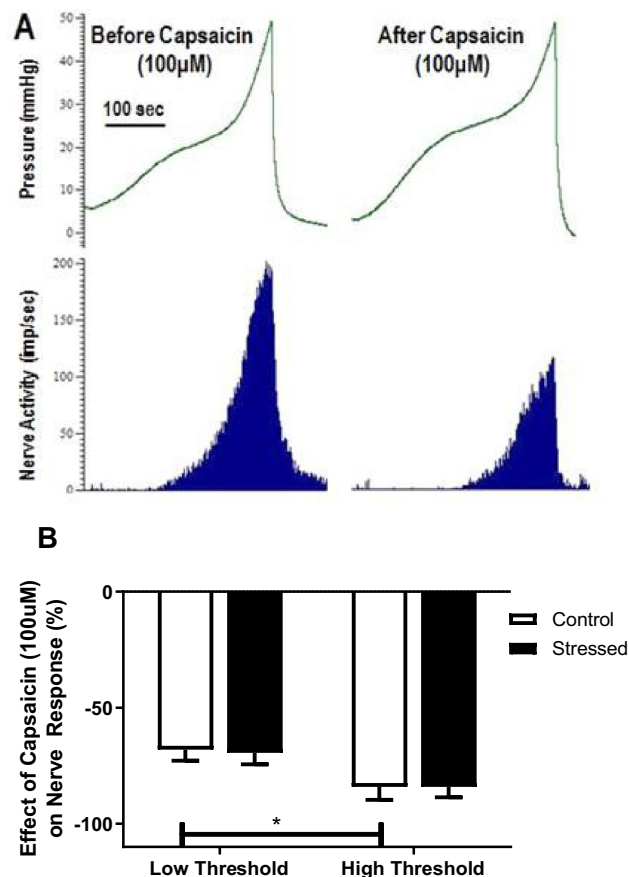 A
Before Capsaicin
(100µM)
After Capsaicin
(100µM)
100 sec
Pressure (mmHg)
50
40
30
20
10
0
Nerve Activity (imp/sec)
200
150
100
50
0
B
Effect of Capsaicin (100uM)
on Nerve Response (%)
0
-50
-100
Control
Stressed
*
Low Threshold
High Threshold